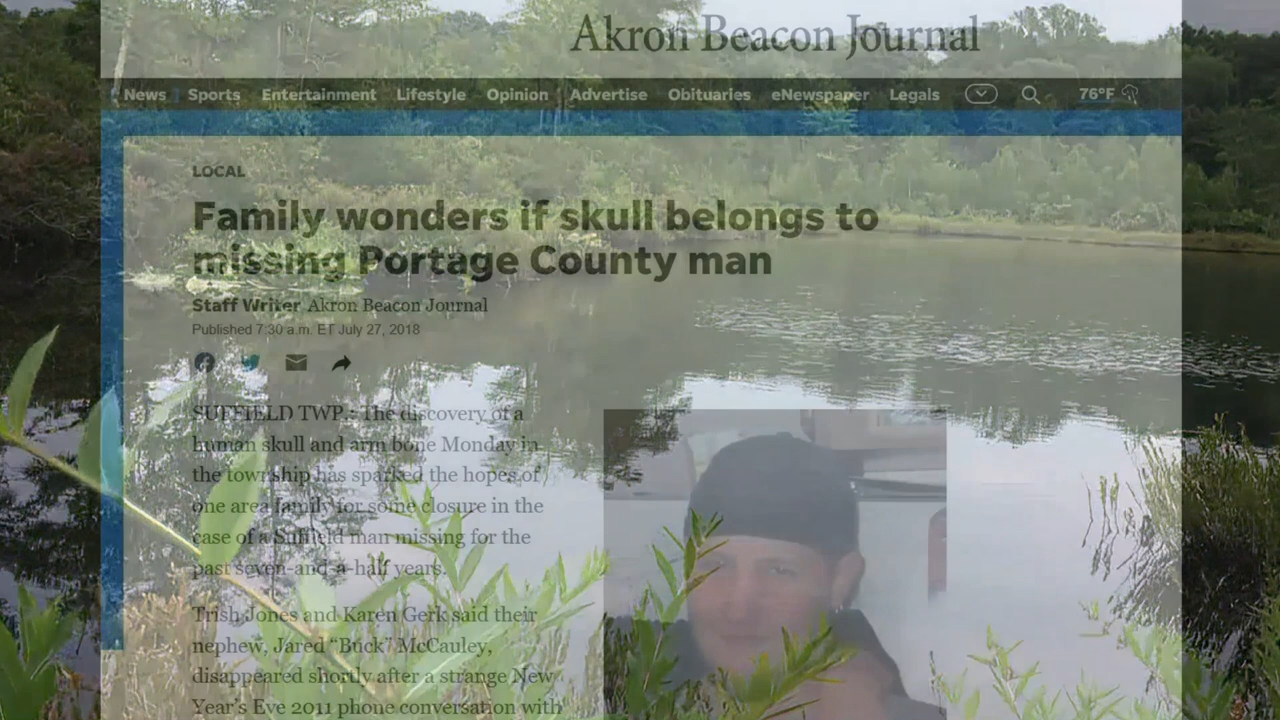 Akron Beacon Journal
News Sports Entertainment Lifestyle Opinion Advertise Obituaries eNewspaper Legals 76°F
LOCAL
Family wonders if skull belongs to
missing Portage County man
Staff Writer Akron Beacon Journal
Published 7:30 a.m. ET July 27, 2018
SUFFIELD TWP.: The discovery of a
human skull and arm bone Monday in
the township has sparked the hopes of
one area family for some closure in the
case of a Suffield man missing for the
past seven-and-a-half years.
Trish Jones and Karen Gerk said their
nephew, Jared “Buck” McCauley,
disappeared shortly after a strange New
Year’s Eve 2011 phone conversation with